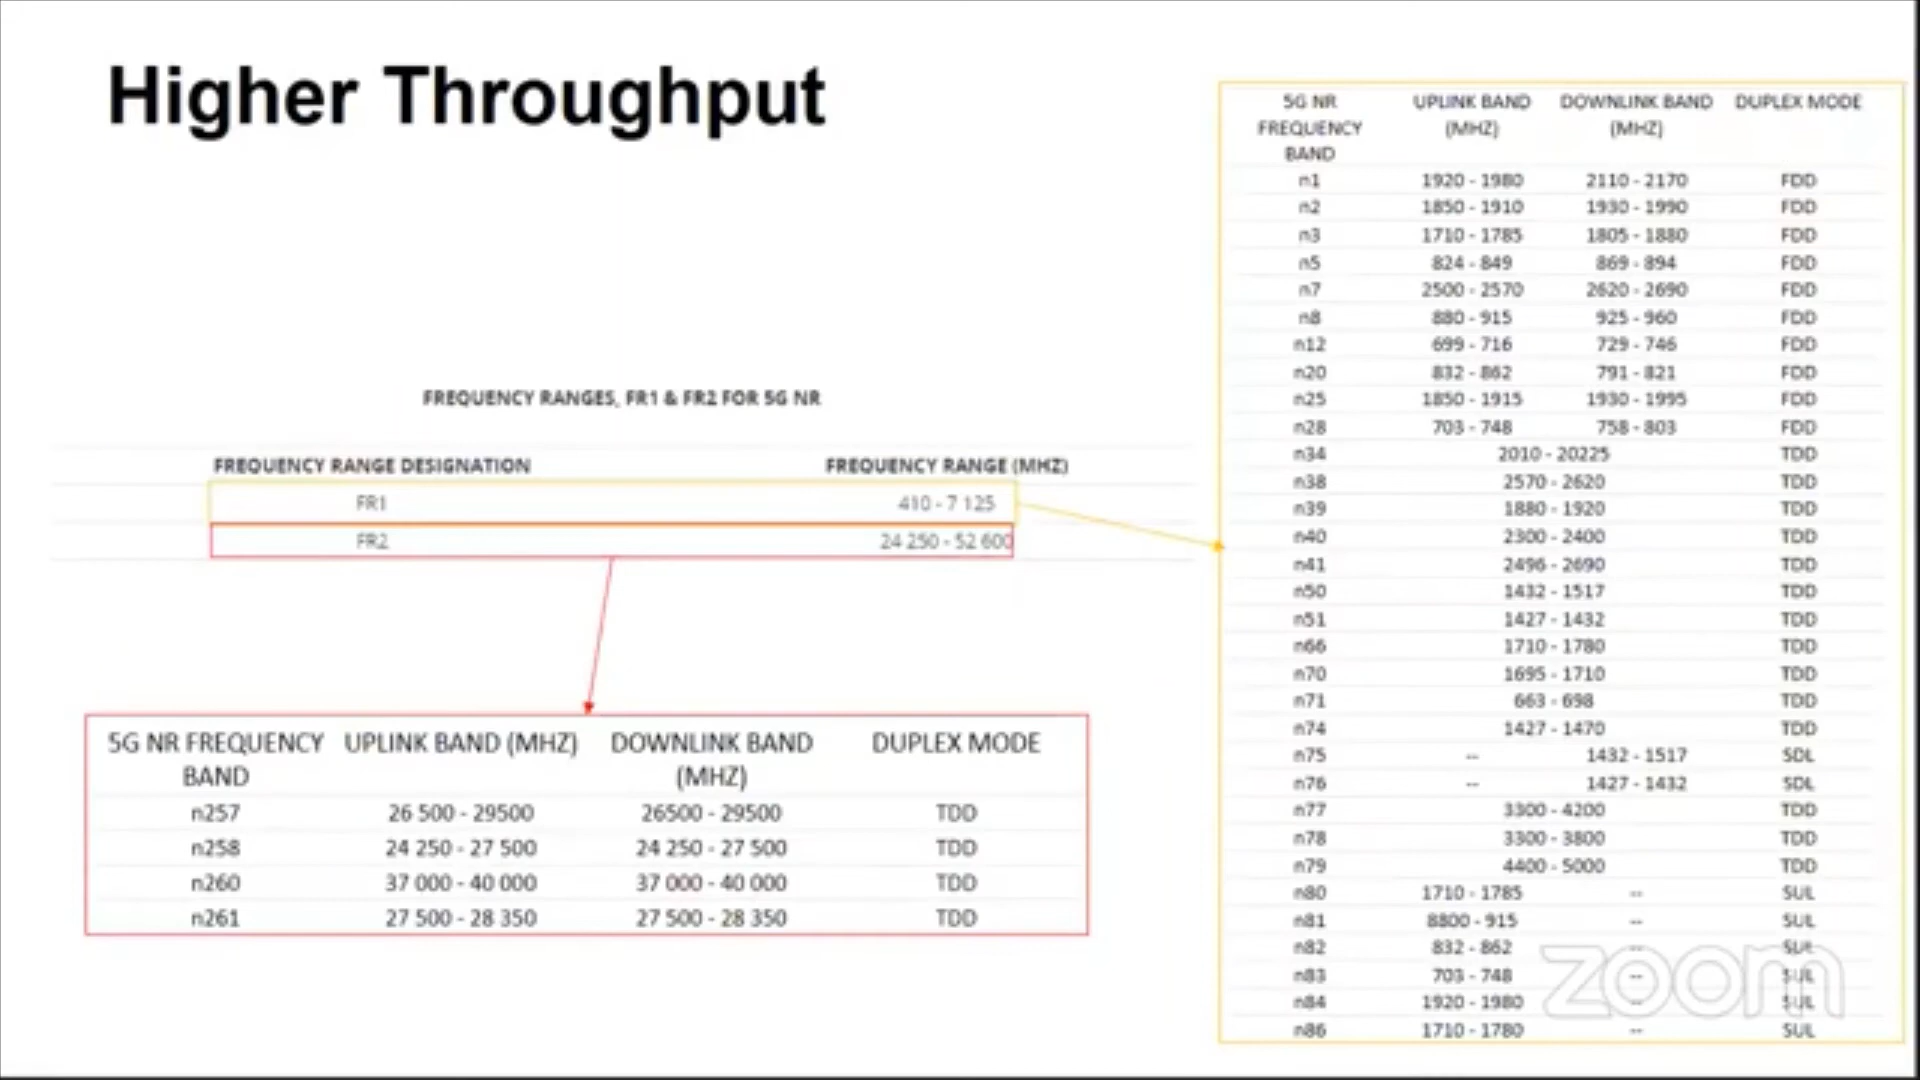 Higher Throughput
FREQUENCY RANGES, FR1 & FR2 FOR 5G NR
FREQUENCY RANGE DESIGNATION FREQUENCY RANGE (MHZ)
FR1 410 - 7 125
FR2 24 250 - 52 600
5G NR FREQUENCY BAND UPLINK BAND (MHZ) DOWNLINK BAND (MHZ) DUPLEX MODE
n257 26 500 - 29500 26500 - 29500 TDD
n258 24 250 - 27 500 24 250 - 27 500 TDD
n260 37 000 - 40 000 37 000 - 40 000 TDD
n261 27 500 - 28 350 27 500 - 28 350 TDD
5G NR FREQUENCY BAND UPLINK BAND (MHZ) DOWNLINK BAND (MHZ) DUPLEX MODE
n1 1920 - 1980 2110 - 2170 FDD
n2 1850 - 1910 1930 - 1990 FDD
n3 1710 - 1785 1805 - 1880 FDD
n5 824 - 849 869 - 894 FDD
n7 2500 - 2570 2620 - 2690 FDD
n8 880 - 915 925 - 960 FDD
n12 699 - 716 729 - 746 FDD
n20 832 - 862 791 - 821 FDD
n25 1850 - 1915 1930 - 1995 FDD
n28 703 - 748 758 - 803 FDD
n34 2010 - 20225 TDD
n38 2570 - 2620 TDD
n39 1880 - 1920 TDD
n40 2300 - 2400 TDD
n41 2496 - 2690 TDD
n50 1432 - 1517 TDD
n51 1427 - 1432 TDD
n66 1710 - 1780 TDD
n70 1695 - 1710 TDD
n71 663 - 698 TDD
n74 1427 - 1470 TDD
n75 -- 1432 - 1517 SDL
n76 -- 1427 - 1432 SDL
n77 3300 - 4200 TDD
n78 3300 - 3800 TDD
n79 4400 - 5000 TDD
n80 1710 - 1785 -- SUL
n81 8800 - 915 -- SUL
n82 832 - 862 -- SUL
n83 703 - 748 -- SUL
n84 1920 - 1980 -- SUL
n86 1710 - 1780 -- SUL
zoom